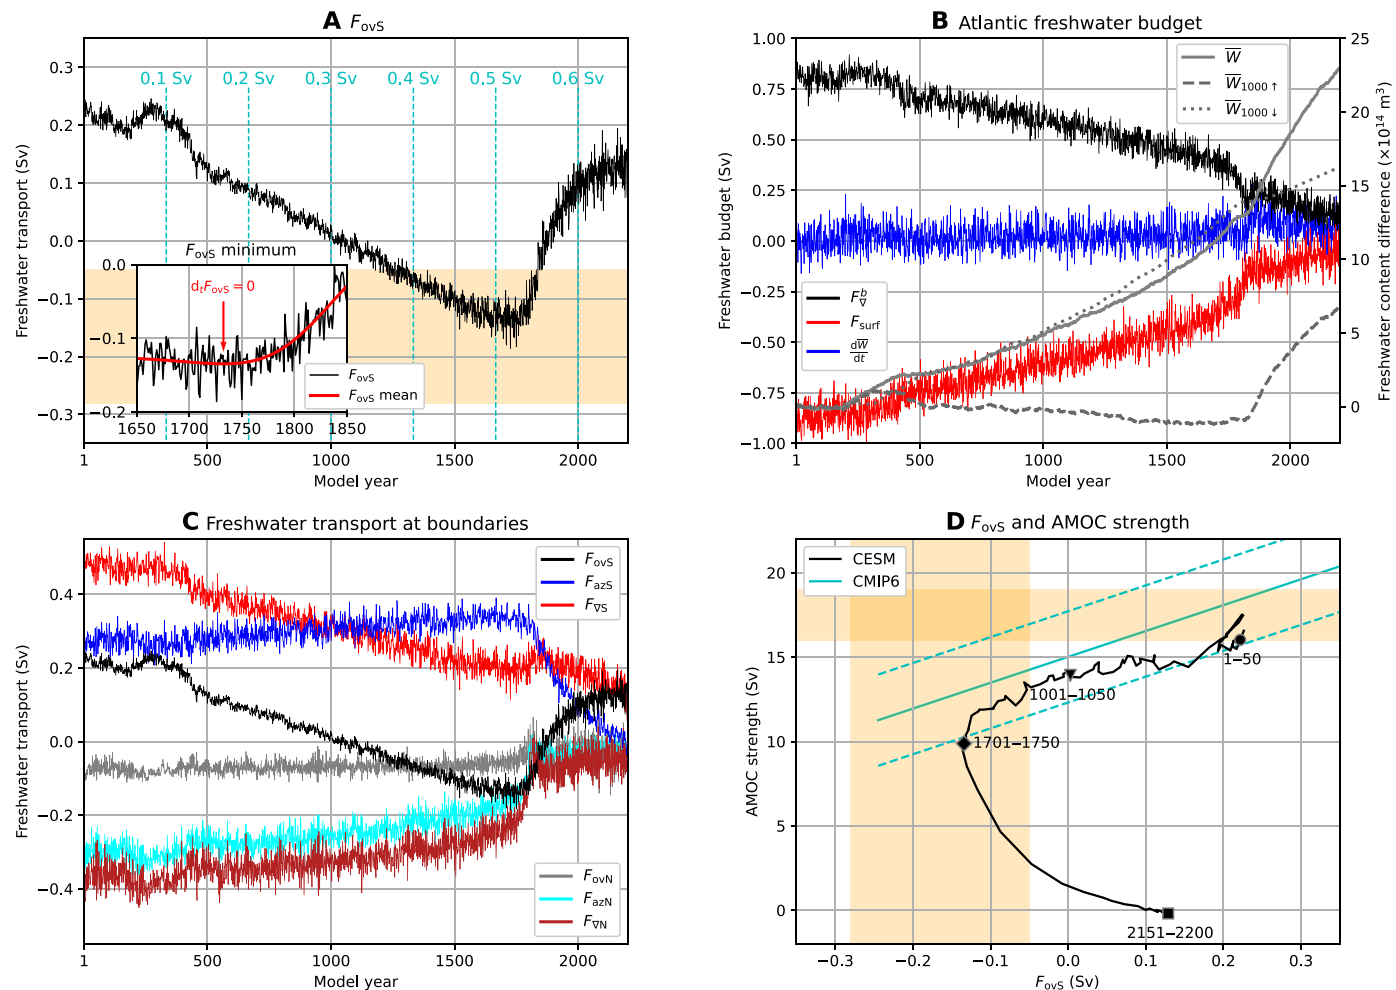 A F_ovS
Freshwater transport (Sv)
0.3
0.2
0.1
0.0
−0.1
−0.2
−0.3
0.1 Sv
0.2 Sv
0.3 Sv
0.4 Sv
0.5 Sv
0.6 Sv
F_ovS minimum
d_tF_ovS = 0
0.0
−0.1
−0.2
1650
1700
1750
1800
1850
F_ovS
F_ovS mean
1
500
1000
1500
2000
Model year
B Atlantic freshwater budget
Freshwater budget (Sv)
1.00
0.75
0.50
0.25
0.00
−0.25
−0.50
−0.75
−1.00
W̅
W̅_1000↑
W̅_1000↓
F^b_∇
F_surf
dW̅/dt
25
20
15
10
5
0
Freshwater content difference (×10^14 m^3)
1
500
1000
1500
2000
Model year
C Freshwater transport at boundaries
Freshwater transport (Sv)
0.4
0.2
0.0
−0.2
−0.4
F_ovS
F_azS
F_∇S
F_ovN
F_azN
F_∇N
1
500
1000
1500
2000
Model year
D F_ovS and AMOC strength
AMOC strength (Sv)
20
15
10
5
0
CESM
CMIP6
1−50
1001−1050
1701−1750
2151−2200
−0.3
−0.2
−0.1
0.0
0.1
0.2
0.3
F_ovS (Sv)